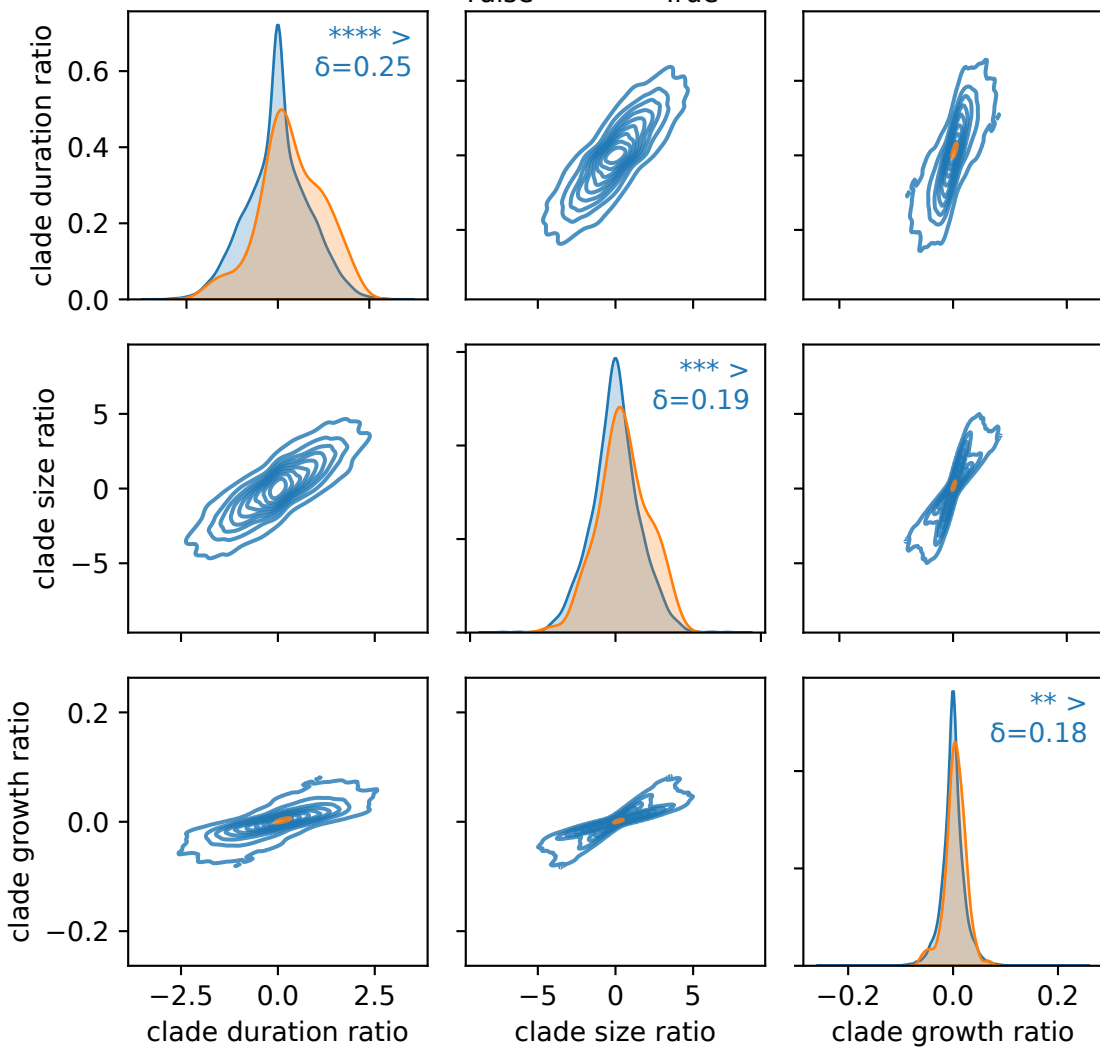 clade duration ratio
0.6
0.4
0.2
0.0
**** >
δ=0.25
clade size ratio
5
0
−5
*** >
δ=0.19
clade growth ratio
0.2
0.0
−0.2
** >
δ=0.18
−2.5 0.0 2.5
−5 0 5
−0.2 0.0 0.2
clade duration ratio
clade size ratio
clade growth ratio